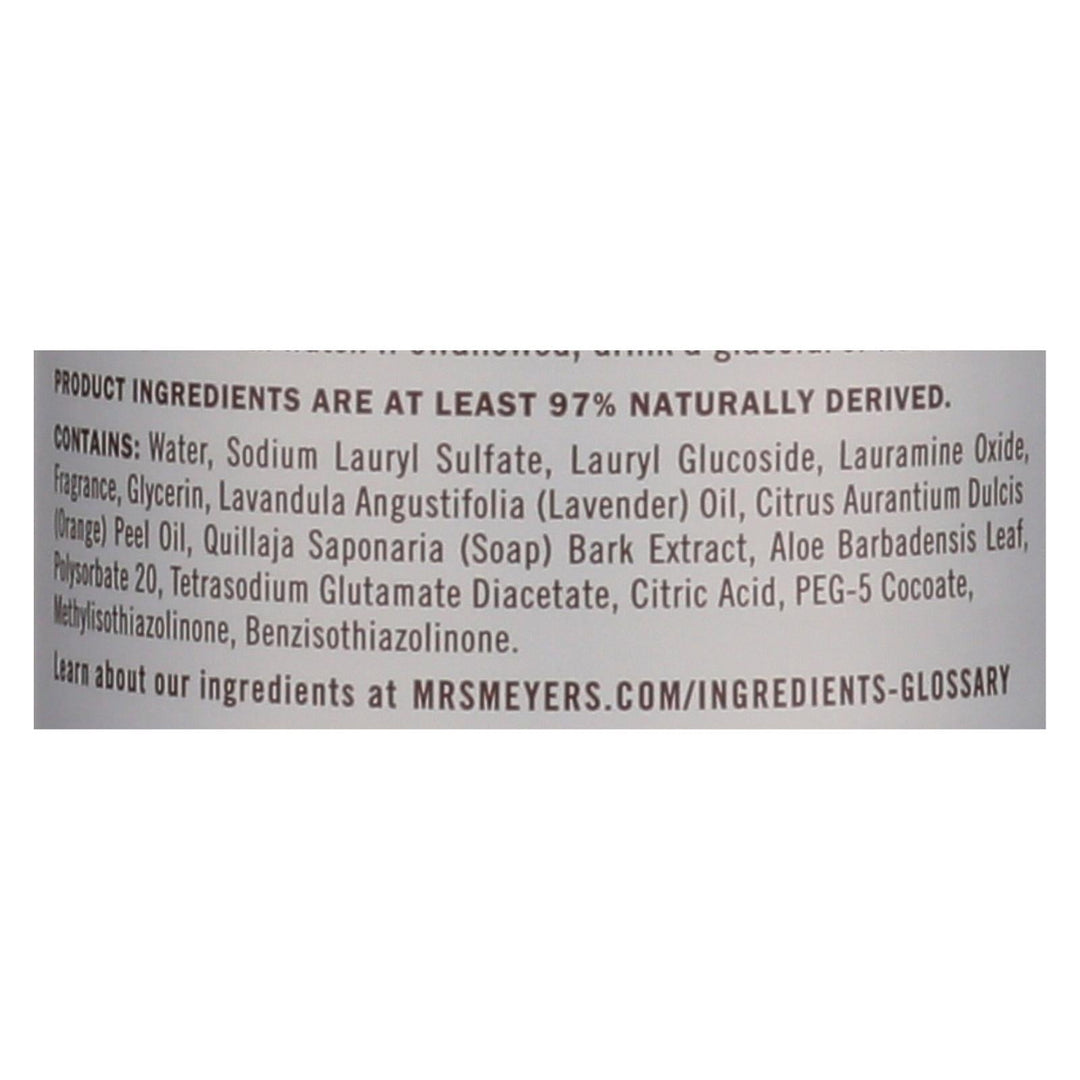 swallowed, drink a
PRODUCT INGREDIENTS ARE AT LEAST 97% NATURALLY DERIVED.
CONTAINS: Water, Sodium Lauryl Sulfate, Lauryl Glucoside, Lauramine Oxide,
Fragrance, Glycerin, Lavandula Angustifolia (Lavender) Oil, Citrus Aurantium Dulcis
(Orange) Peel Oil, Quillaja Saponaria (Soap) Bark Extract, Aloe Barbadensis Leaf,
Polysorbate 20, Tetrasodium Glutamate Diacetate, Citric Acid, PEG-5 Cocoate,
Methylisothiazolinone, Benzisothiazolinone.
Learn about our ingredients at MRSMEYERS.COM/INGREDIENTS-GLOSSARY